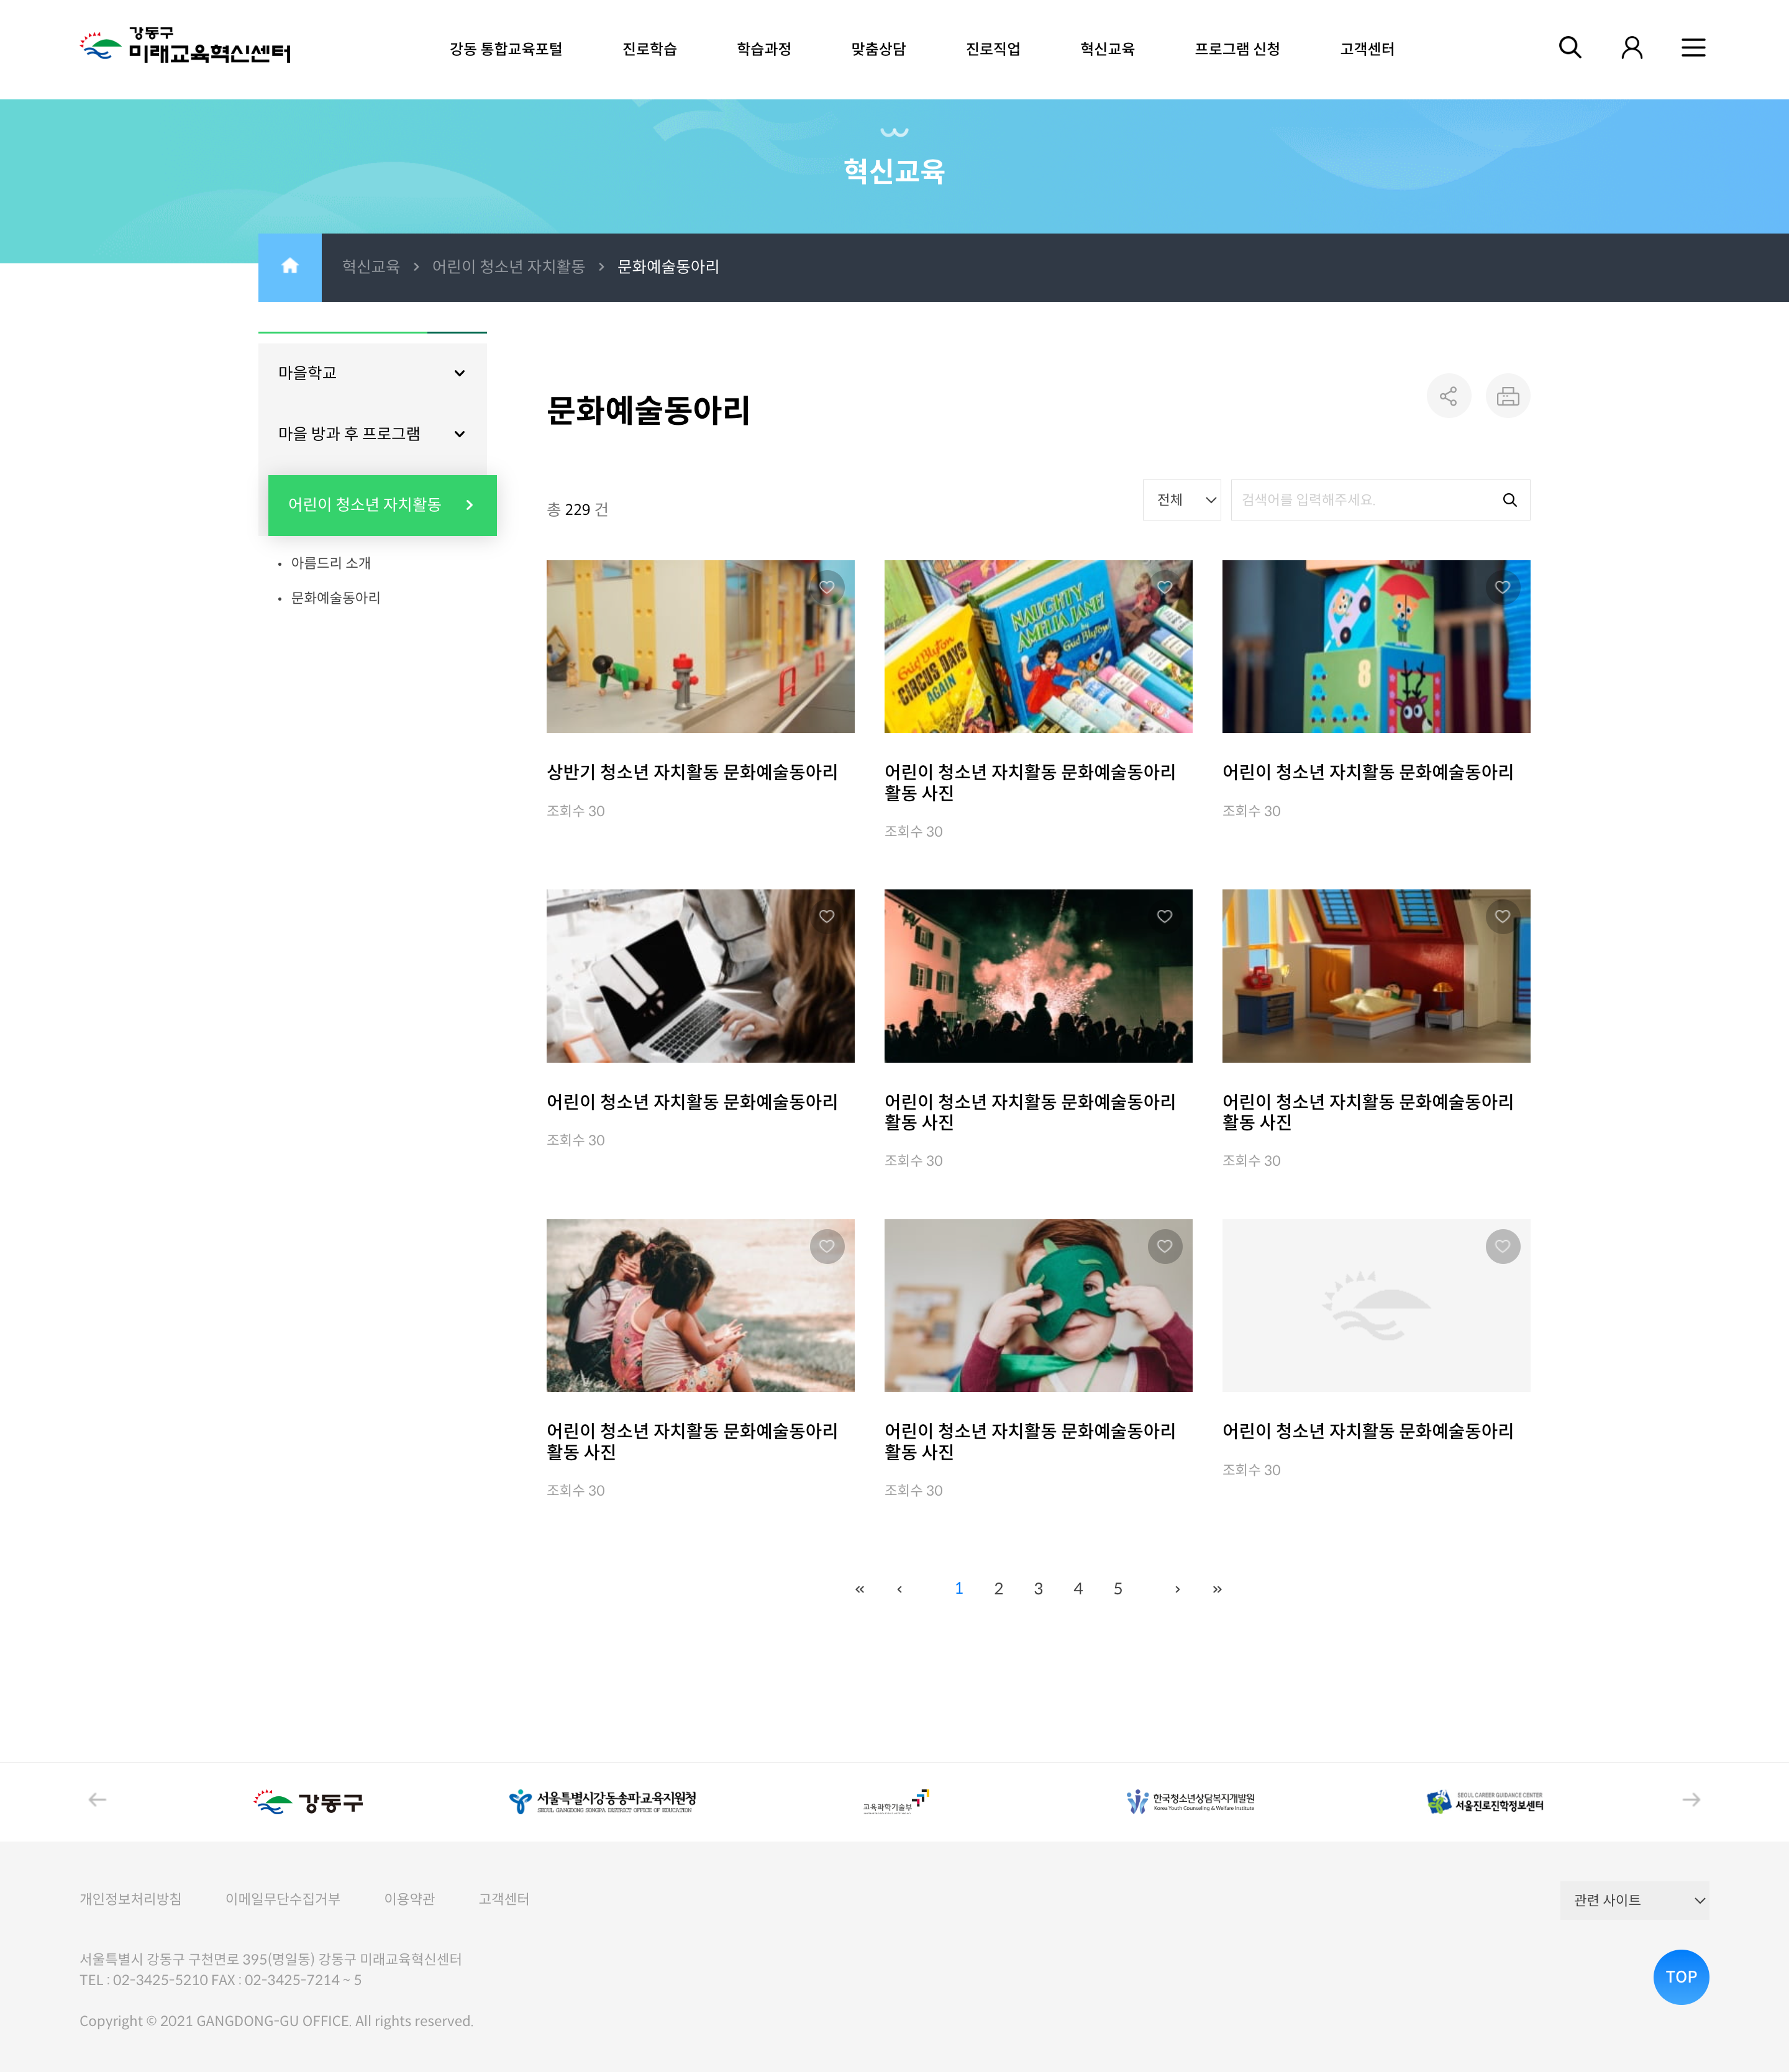 강동구
미래교육혁신센터
강동 통합교육포털
진로학습
학습과정
맞춤상담
진로직업
혁신교육
프로그램 신청
고객센터
혁신교육
혁신교육 > 어린이 청소년 자치활동 > 문화예술동아리
마을학교
마을 방과 후 프로그램
어린이 청소년 자치활동
• 아름드리 소개
• 문화예술동아리
문화예술동아리
총 229 건
전체
검색어를 입력해주세요.
NAUGHTY
AMELIA JANE!
Enid Blyton
Enid Blyton
CIRCUS DAYS
AGAIN
8
상반기 청소년 자치활동 문화예술동아리
조회수 30
어린이 청소년 자치활동 문화예술동아리
활동 사진
조회수 30
어린이 청소년 자치활동 문화예술동아리
조회수 30
어린이 청소년 자치활동 문화예술동아리
조회수 30
어린이 청소년 자치활동 문화예술동아리
활동 사진
조회수 30
어린이 청소년 자치활동 문화예술동아리
활동 사진
조회수 30
어린이 청소년 자치활동 문화예술동아리
활동 사진
조회수 30
어린이 청소년 자치활동 문화예술동아리
활동 사진
조회수 30
어린이 청소년 자치활동 문화예술동아리
조회수 30
« ‹ 1 2 3 4 5 › »
강동구
서울특별시강동송파교육지원청
SEOUL GANGDONG SONGPA DISTRICT OFFICE OF EDUCATION
교육과학기술부
한국청소년상담복지개발원
Korea Youth Counseling & Welfare Institute
SEOUL CAREER GUIDANCE CENTER
서울진로진학정보센터
개인정보처리방침
이메일무단수집거부
이용약관
고객센터
관련 사이트
서울특별시 강동구 구천면로 395(명일동) 강동구 미래교육혁신센터
TEL : 02-3425-5210 FAX : 02-3425-7214 ~ 5
TOP
Copyright © 2021 GANGDONG-GU OFFICE. All rights reserved.